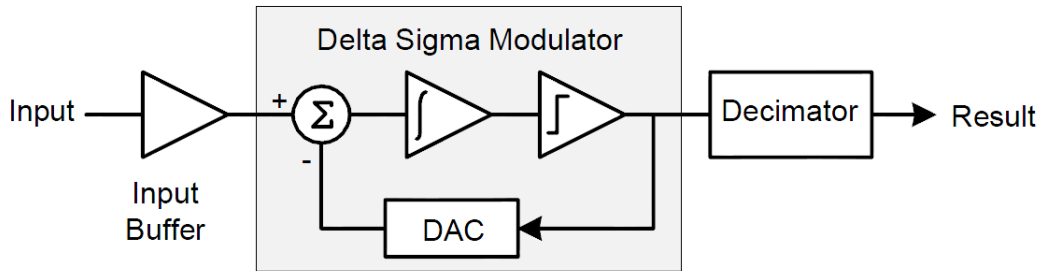 Delta Sigma Modulator
Input
+
Σ
-
∫
Decimator
Result
Input
Buffer
DAC